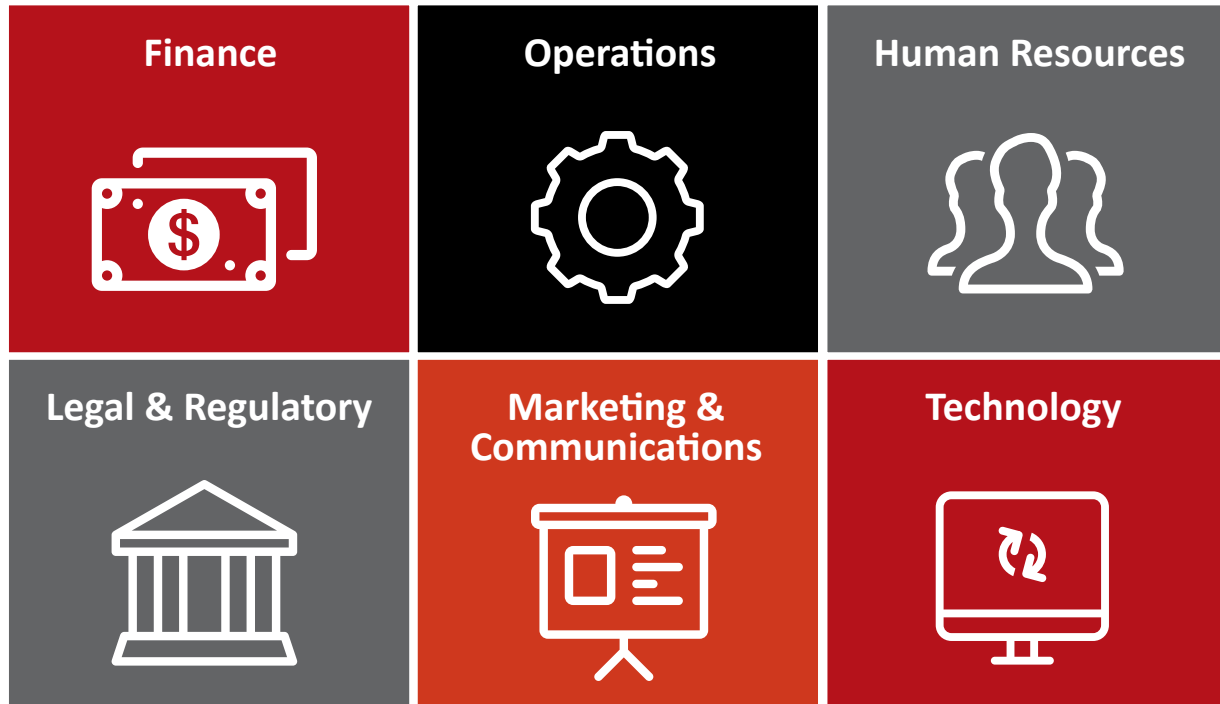 Finance
Operations
Human Resources
$
Legal & Regulatory
Marketing &
Communications
Technology